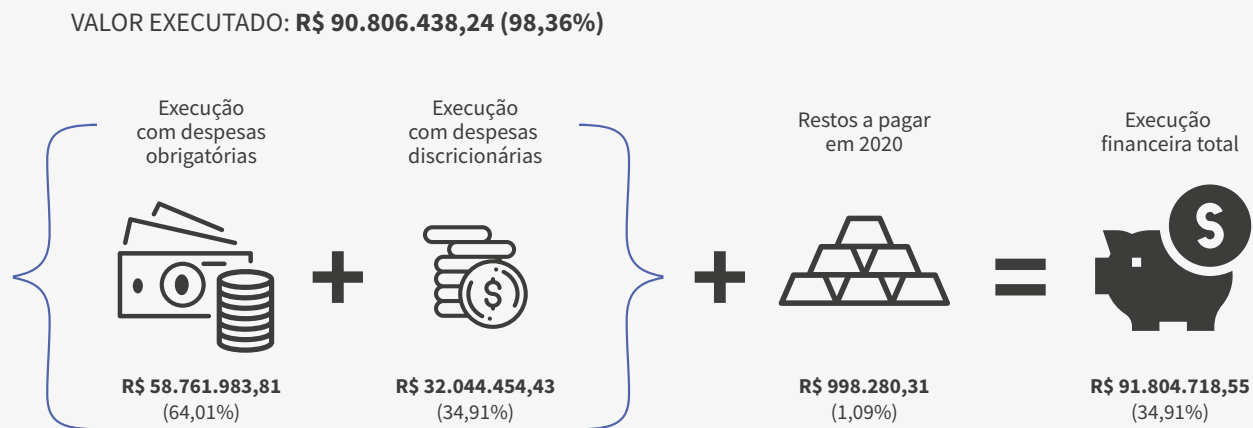 VALOR EXECUTADO: R$ 90.806.438,24 (98,36%)
Execução
com despesas
obrigatórias
Execução
com despesas
discricionárias
Restos a pagar
em 2020
Execução
financeira total
$
$
R$ 58.761.983,81
(64,01%)
R$ 32.044.454,43
(34,91%)
R$ 998.280,31
(1,09%)
R$ 91.804.718,55
(34,91%)